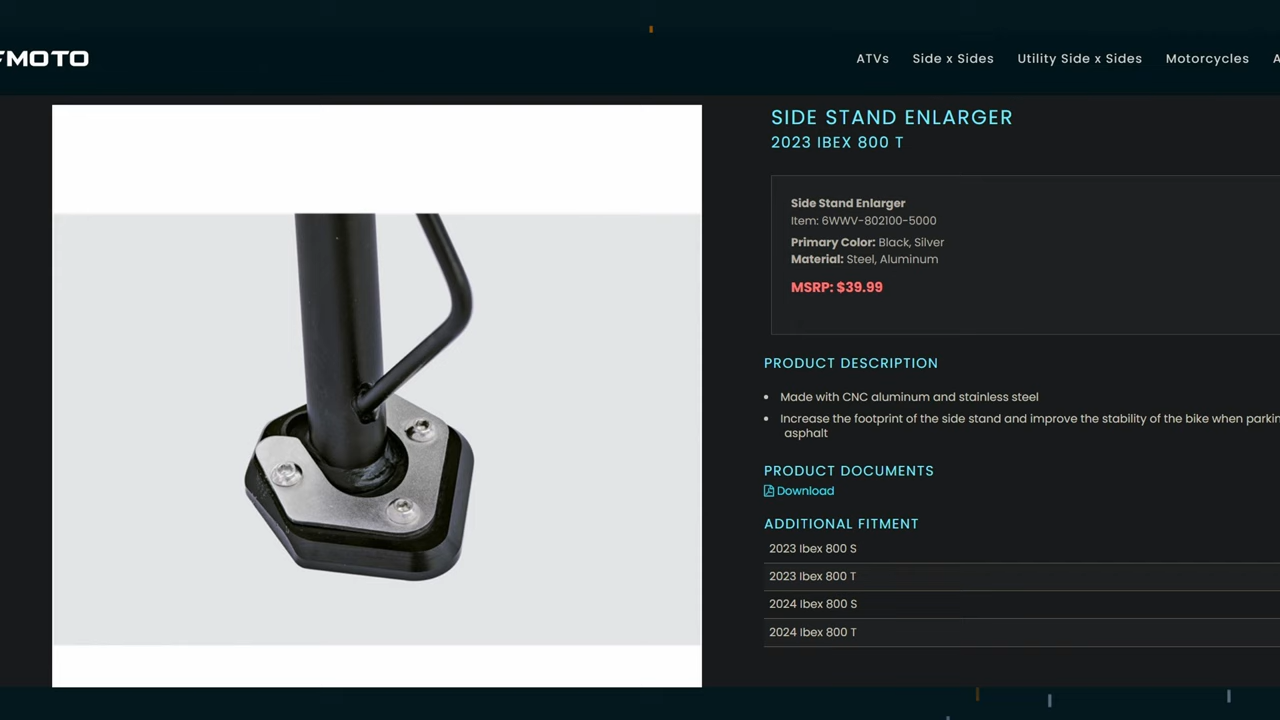 FMOTO
ATVs Side x Sides Utility Side x Sides Motorcycles A
SIDE STAND ENLARGER
2023 IBEX 800 T
Side Stand Enlarger
Item: 6WWV-802100-5000
Primary Color: Black, Silver
Material: Steel, Aluminum
MSRP: $39.99
PRODUCT DESCRIPTION
Made with CNC aluminum and stainless steel
Increase the footprint of the side stand and improve the stability of the bike when parkin
asphalt
PRODUCT DOCUMENTS
Download
ADDITIONAL FITMENT
2023 Ibex 800 S
2023 Ibex 800 T
2024 Ibex 800 S
2024 Ibex 800 T